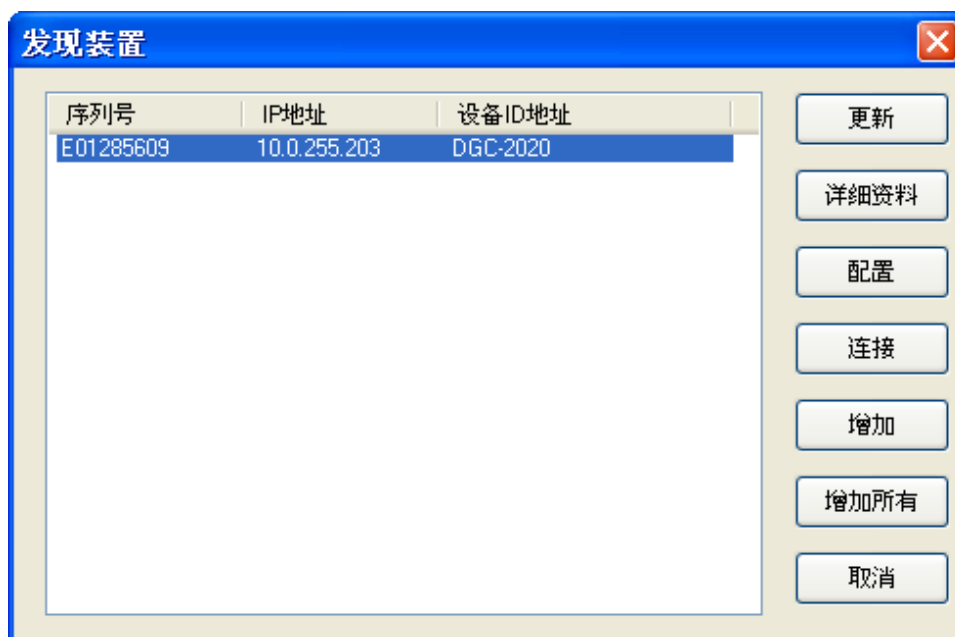 发现装置
序列号 IP地址 设备ID地址
E01285609 10.0.255.203 DGC-2020
更新
详细资料
配置
连接
增加
增加所有
取消